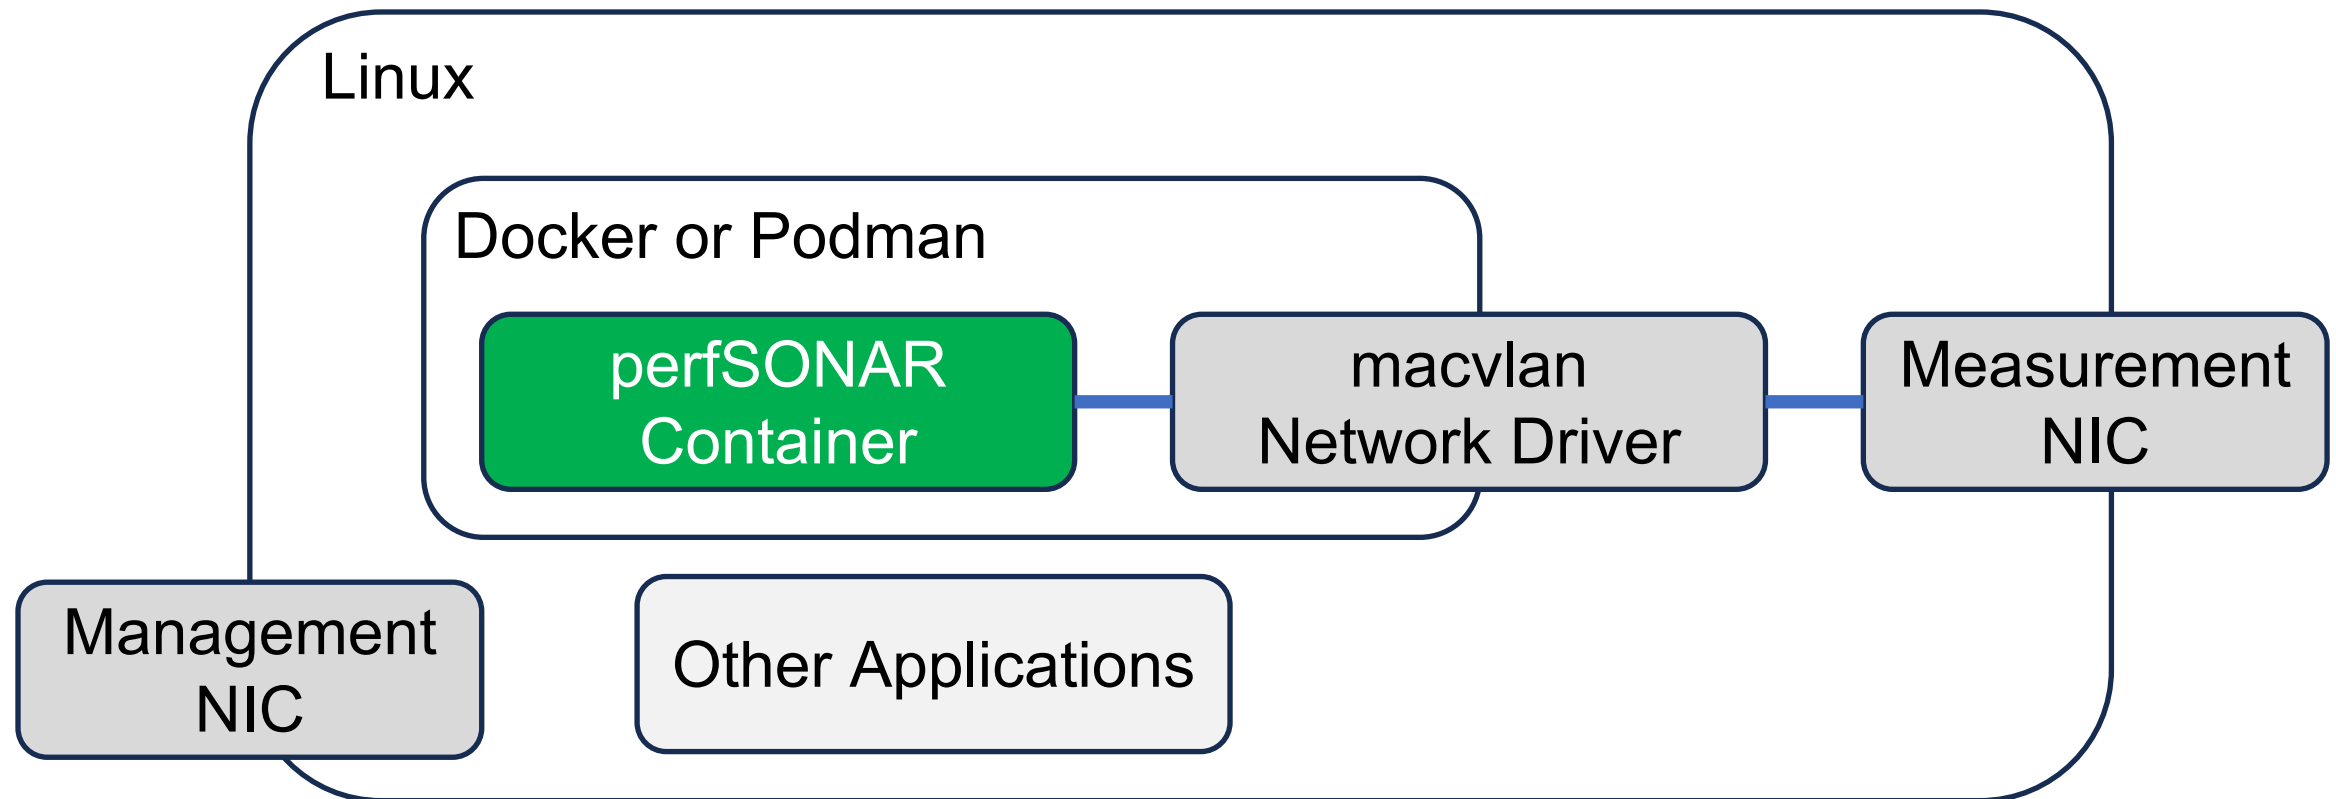 Linux
Docker or Podman
perfSONAR
Container
macvlan
Network Driver
Measurement
NIC
Management
NIC
Other Applications